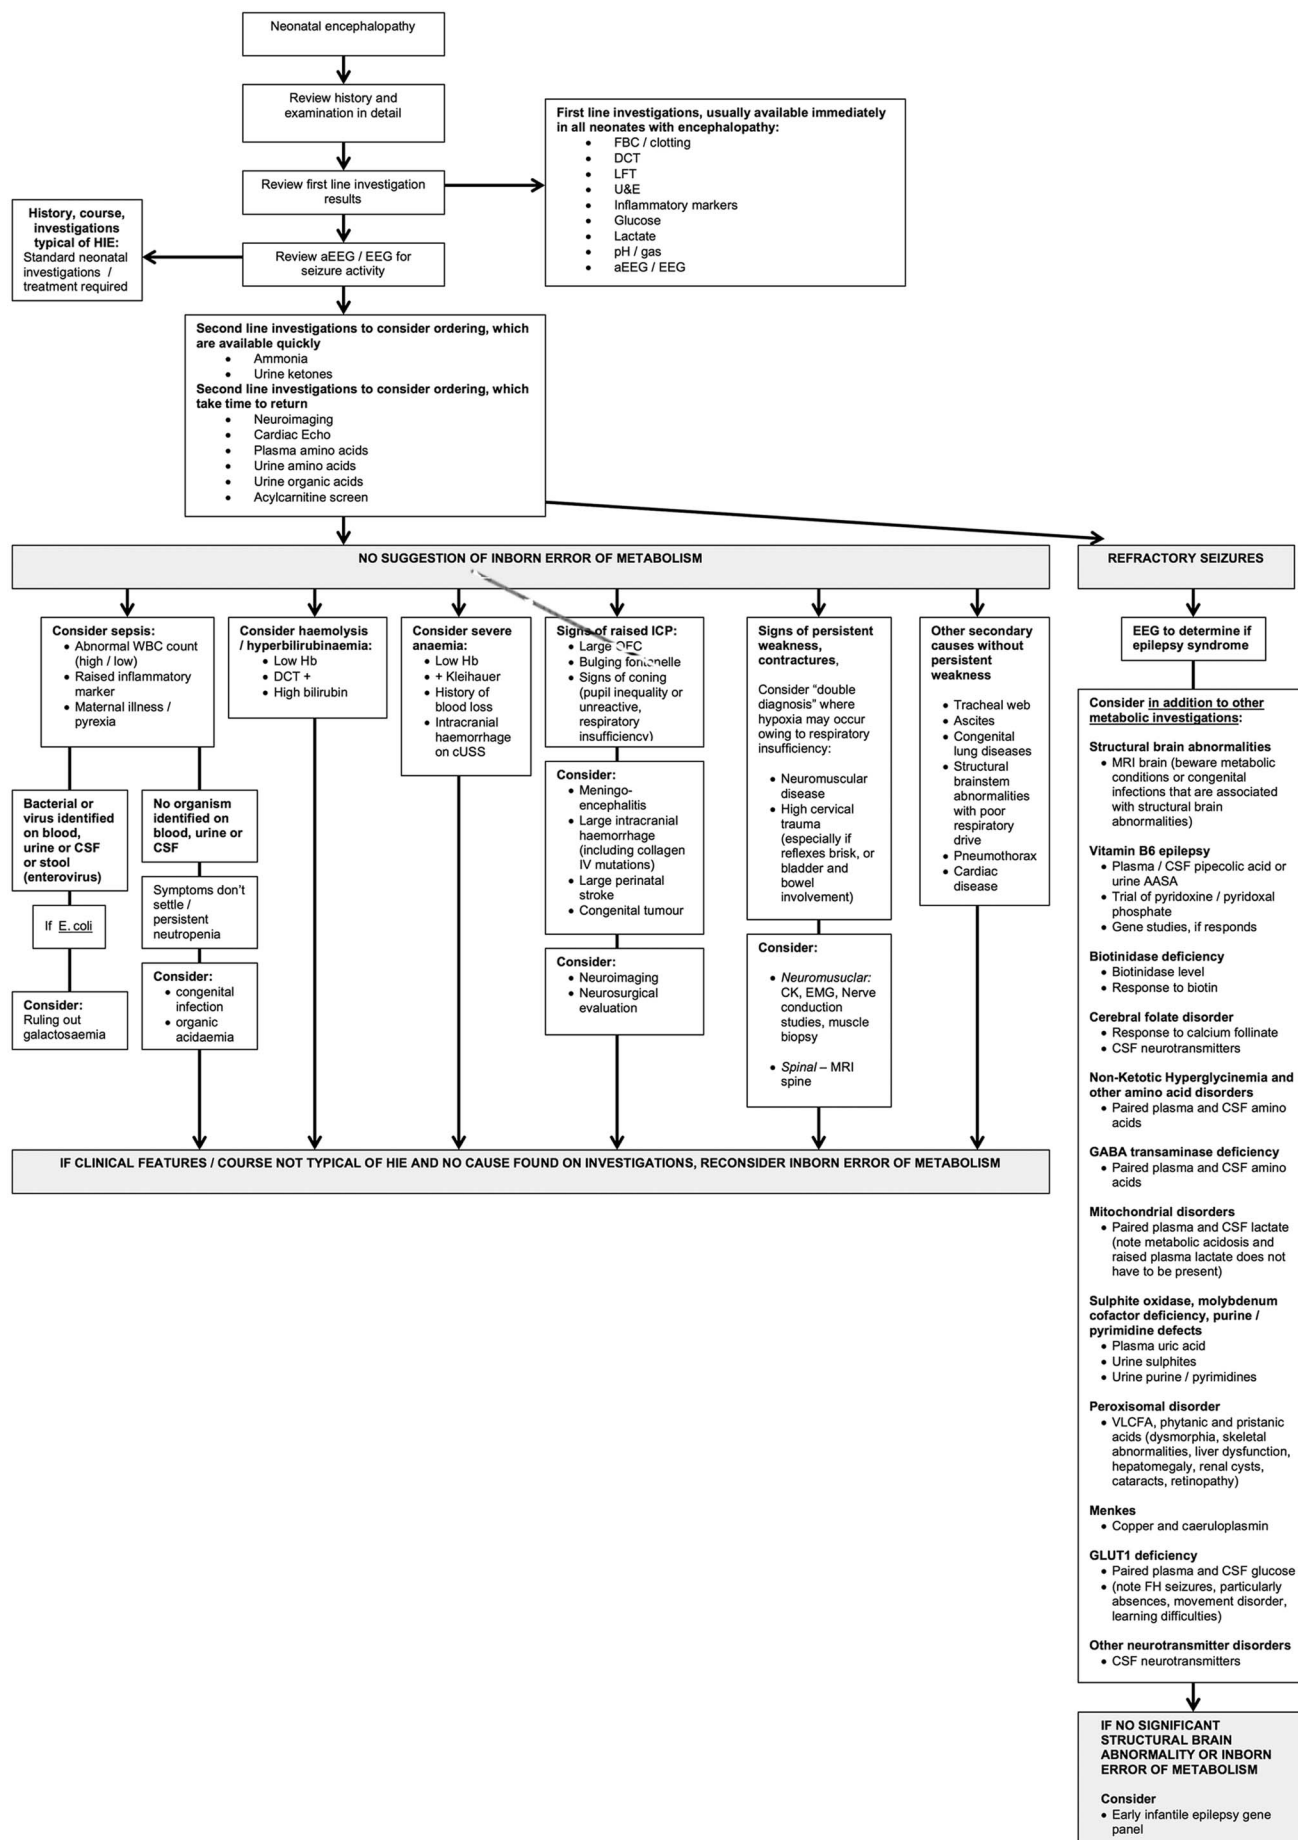 Neonatal encephalopathy
Review history and
examination in detail
First line investigations, usually available immediately
in all neonates with encephalopathy:
• FBC / clotting
• DCT
• LFT
• U&E
• Inflammatory markers
• Glucose
• Lactate
• pH / gas
• aEEG / EEG
Review first line investigation
results
History, course,
investigations
typical of HIE:
Standard neonatal
investigations /
treatment required
Review aEEG / EEG for
seizure activity
Second line investigations to consider ordering, which
are available quickly
• Ammonia
• Urine ketones
Second line investigations to consider ordering, which
take time to return
• Neuroimaging
• Cardiac Echo
• Plasma amino acids
• Urine amino acids
• Urine organic acids
• Acylcarnitine screen
NO SUGGESTION OF INBORN ERROR OF METABOLISM
Consider sepsis:
• Abnormal WBC count
(high / low)
• Raised inflammatory
marker
• Maternal illness /
pyrexia
Bacterial or
virus identified
on blood,
urine or CSF
or stool
(enterovirus)
If E. coli
Consider:
Ruling out
galactosaemia
No organism
identified on
blood, urine or
CSF
Symptoms don't
settle /
persistent
neutropenia
Consider:
• congenital
infection
• organic
acidaemia
Consider haemolysis
/ hyperbilirubinaemia:
• Low Hb
• DCT +
• High bilirubin
Consider severe
anaemia:
• Low Hb
• + Kleihauer
• History of
blood loss
• Intracranial
haemorrhage
on cUSS
Signs of raised ICP:
• Large OFC
• Bulging fontanelle
• Signs of coning
(pupil inequality or
unreactive,
respiratory
insufficiency)
Consider:
• Meningo-
encephalitis
• Large intracranial
haemorrhage
(including collagen
IV mutations)
• Large perinatal
stroke
• Congenital tumour
Consider:
• Neuroimaging
• Neurosurgical
evaluation
Signs of persistent
weakness,
contractures,
Consider "double
diagnosis" where
hypoxia may occur
owing to respiratory
insufficiency:
• Neuromuscular
disease
• High cervical
trauma
(especially if
reflexes brisk, or
bladder and
bowel
involvement)
Consider:
• Neuromusuclar:
CK, EMG, Nerve
conduction
studies, muscle
biopsy
• Spinal – MRI
spine
Other secondary
causes without
persistent
weakness
• Tracheal web
• Ascites
• Congenital
lung diseases
• Structural
brainstem
abnormalities
with poor
respiratory
drive
• Pneumothorax
• Cardiac
disease
IF CLINICAL FEATURES / COURSE NOT TYPICAL OF HIE AND NO CAUSE FOUND ON INVESTIGATIONS, RECONSIDER INBORN ERROR OF METABOLISM
REFRACTORY SEIZURES
EEG to determine if
epilepsy syndrome
Consider in addition to other
metabolic investigations:
Structural brain abnormalities
• MRI brain (beware metabolic
conditions or congenital
infections that are associated
with structural brain
abnormalities)
Vitamin B6 epilepsy
• Plasma / CSF pipecolic acid or
urine AASA
• Trial of pyridoxine / pyridoxal
phosphate
• Gene studies, if responds
Biotinidase deficiency
• Biotinidase level
• Response to biotin
Cerebral folate disorder
• Response to calcium follinate
• CSF neurotransmitters
Non-Ketotic Hyperglycinemia and
other amino acid disorders
• Paired plasma and CSF amino
acids
GABA transaminase deficiency
• Paired plasma and CSF amino
acids
Mitochondrial disorders
• Paired plasma and CSF lactate
(note metabolic acidosis and
raised plasma lactate does not
have to be present)
Sulphite oxidase, molybdenum
cofactor deficiency, purine /
pyrimidine defects
• Plasma uric acid
• Urine sulphites
• Urine purine / pyrimidines
Peroxisomal disorder
• VLCFA, phytanic and pristanic
acids (dysmorphia, skeletal
abnormalities, liver dysfunction,
hepatomegaly, renal cysts,
cataracts, retinopathy)
Menkes
• Copper and caeruloplasmin
GLUT1 deficiency
• Paired plasma and CSF glucose
• (note FH seizures, particularly
absences, movement disorder,
learning difficulties)
Other neurotransmitter disorders
• CSF neurotransmitters
IF NO SIGNIFICANT
STRUCTURAL BRAIN
ABNORMALITY OR INBORN
ERROR OF METABOLISM
Consider
• Early infantile epilepsy gene
panel